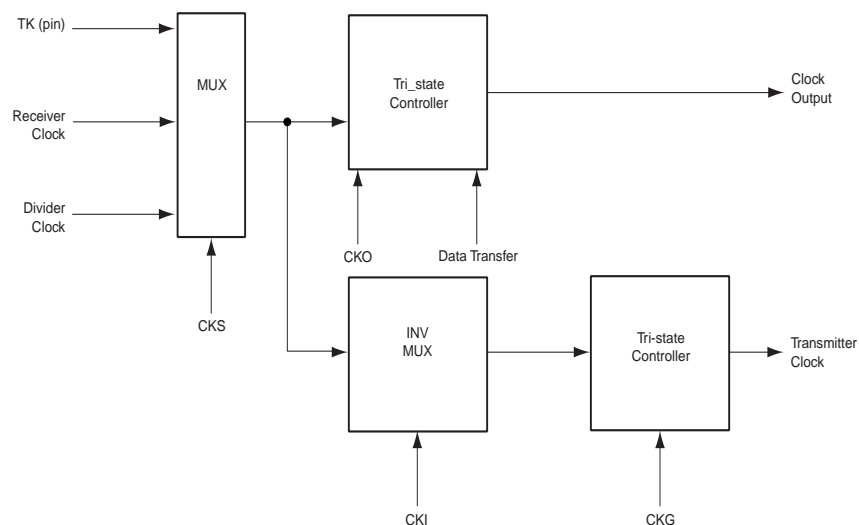 TK (pin)
MUX
Tri_state
Controller
Clock
Output
Receiver
Clock
Divider
Clock
CKO
Data Transfer
CKS
INV
MUX
Tri-state
Controller
Transmitter
Clock
CKI
CKG